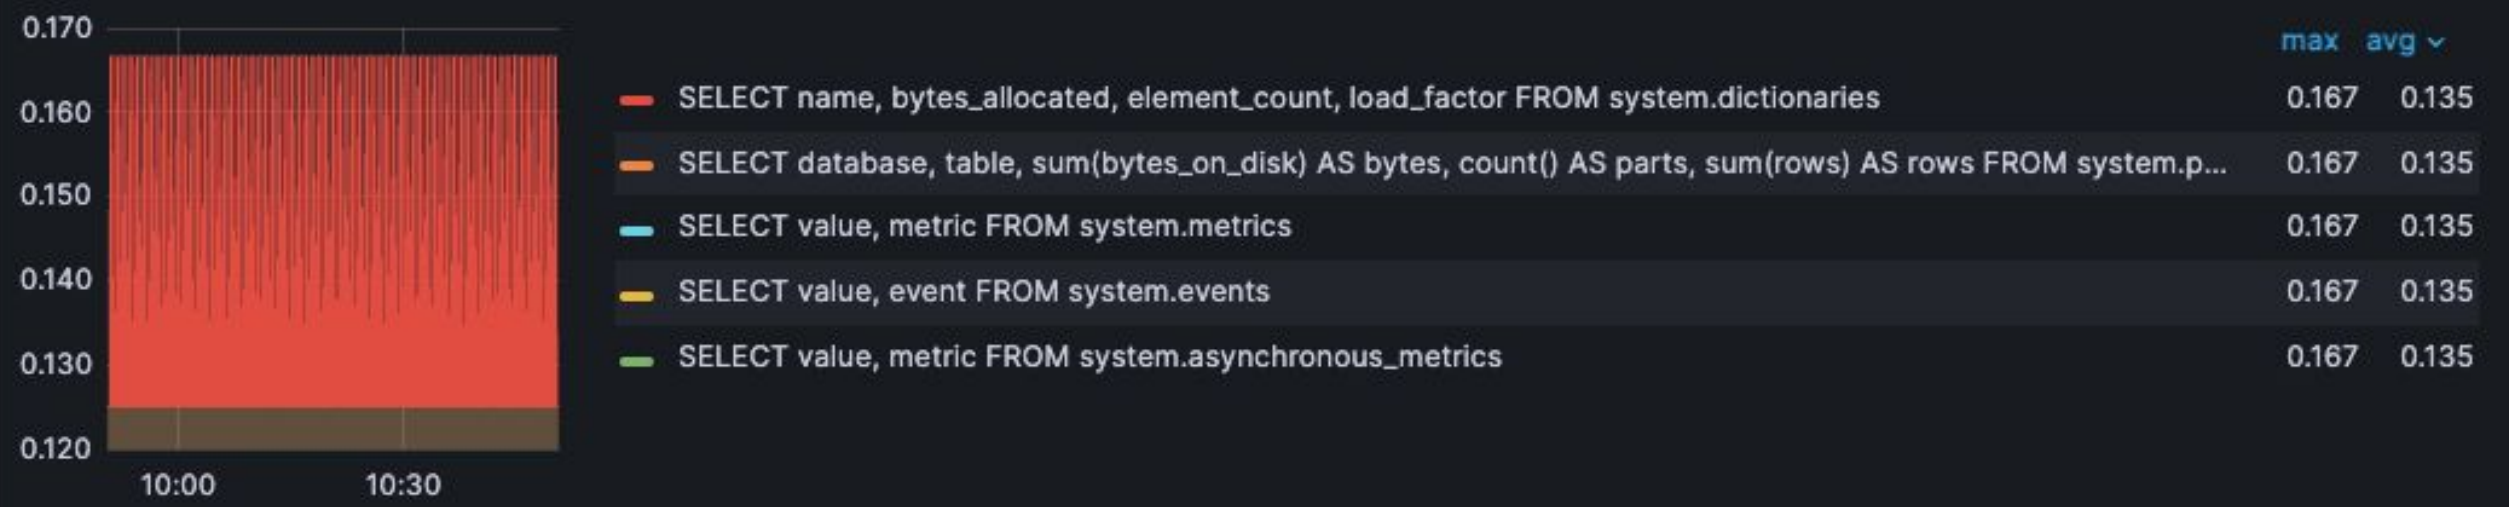 0.170
0.160
0.150
0.140
0.130
0.120
10:00 10:30
max avg
SELECT name, bytes_allocated, element_count, load_factor FROM system.dictionaries 0.167 0.135
SELECT database, table, sum(bytes_on_disk) AS bytes, count() AS parts, sum(rows) AS rows FROM system.p... 0.167 0.135
SELECT value, metric FROM system.metrics 0.167 0.135
SELECT value, event FROM system.events 0.167 0.135
SELECT value, metric FROM system.asynchronous_metrics 0.167 0.135